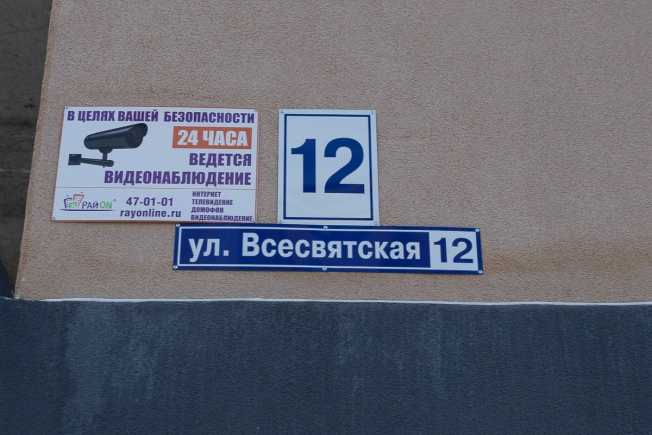 В ЦЕЛЯХ ВАШЕЙ БЕЗОПАСНОСТИ
24 ЧАСА
ВЕДЕТСЯ
ВИДЕОНАБЛЮДЕНИЕ
РАЙON
47-01-01
rayonline.ru
ИНТЕРНЕТ
ТЕЛЕВИДЕНИЕ
ДОМОФОН
ВИДЕОНАБЛЮДЕНИЕ
12
ул. Всесвятская 12